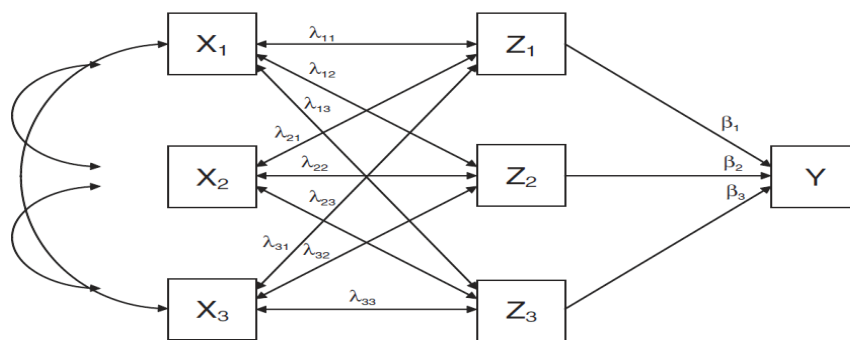 X₁ λ₁₁ Z₁
λ₁₂
λ₁₃
β₁
λ₂₁
X₂ λ₂₂ Z₂ β₂ Y
λ₂₃
β₃
λ₃₁ λ₃₂
X₃ λ₃₃ Z₃